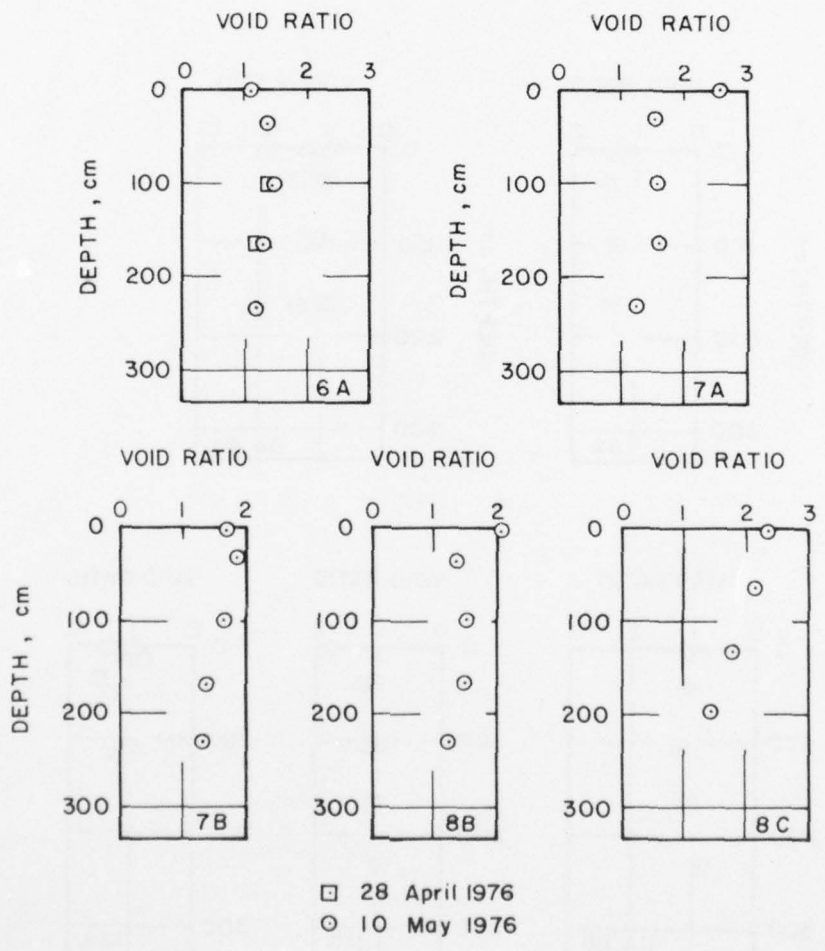 VOID RATIO
0 1 2 3
0
100
200
300
DEPTH, cm
6A
VOID RATIO
0 1 2 3
0
100
200
300
DEPTH, cm
7A
VOID RATIO
0 1 2
0
100
200
300
DEPTH, cm
7B
VOID RATIO
0 1 2
0
100
200
300
8B
VOID RATIO
0 1 2 3
0
100
200
300
8C
28 April 1976
10 May 1976